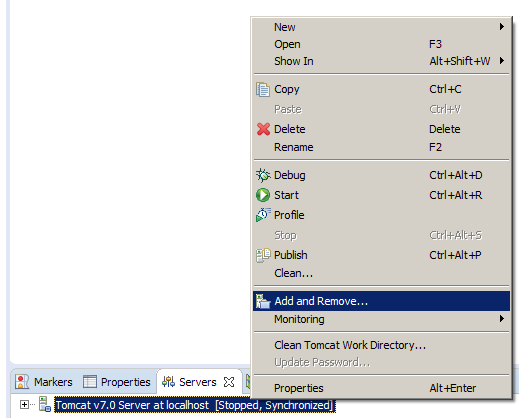 New
Open F3
Show In Alt+Shift+W
Copy Ctrl+C
Paste Ctrl+V
Delete Delete
Rename F2
Debug Ctrl+Alt+D
Start Ctrl+Alt+R
Profile
Stop Ctrl+Alt+S
Publish Ctrl+Alt+P
Clean...
Add and Remove...
Monitoring
Clean Tomcat Work Directory...
Update Password...
Properties Alt+Enter
Markers Properties Servers
Tomcat v7.0 Server at localhost [Stopped, Synchronized]